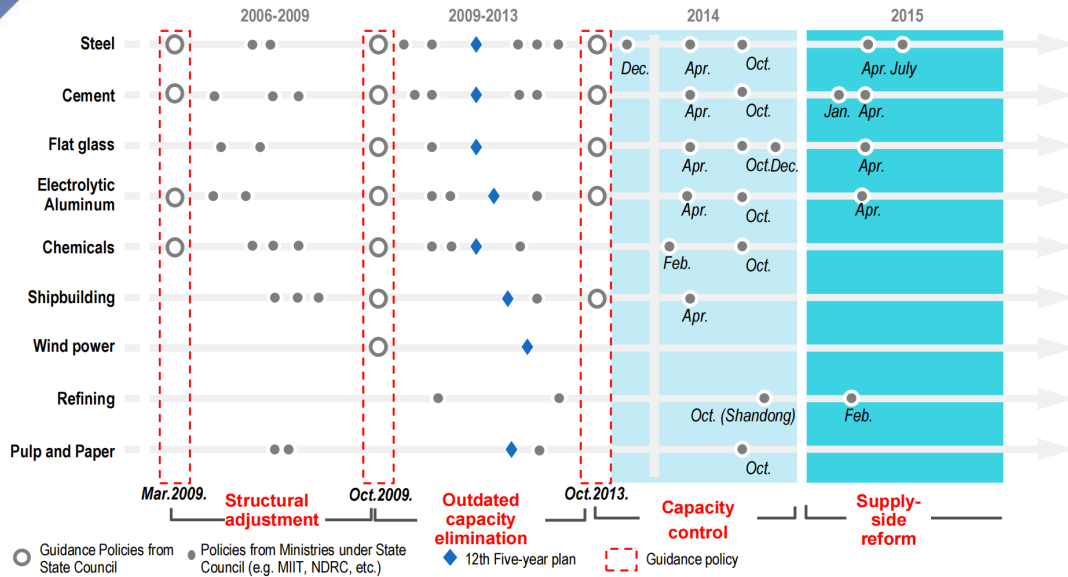 2006-2009 2009-2013 2014 2015
Steel
Dec. Apr. Oct. Apr. July
Cement
Apr. Oct. Jan. Apr.
Flat glass
Apr. Oct. Dec. Apr.
Electrolytic
Aluminum
Apr. Oct. Apr.
Chemicals
Feb. Oct.
Shipbuilding
Apr.
Wind power
Refining
Oct. (Shandong) Feb.
Pulp and Paper
Oct.
Mar.2009. Oct.2009. Oct.2013.
Structural
adjustment
Outdated
capacity
elimination
Capacity
control
Supply-
side
reform
Guidance Policies from
State Council
Policies from Ministries under State
Council (e.g. MIIT, NDRC, etc.)
12th Five-year plan
Guidance policy